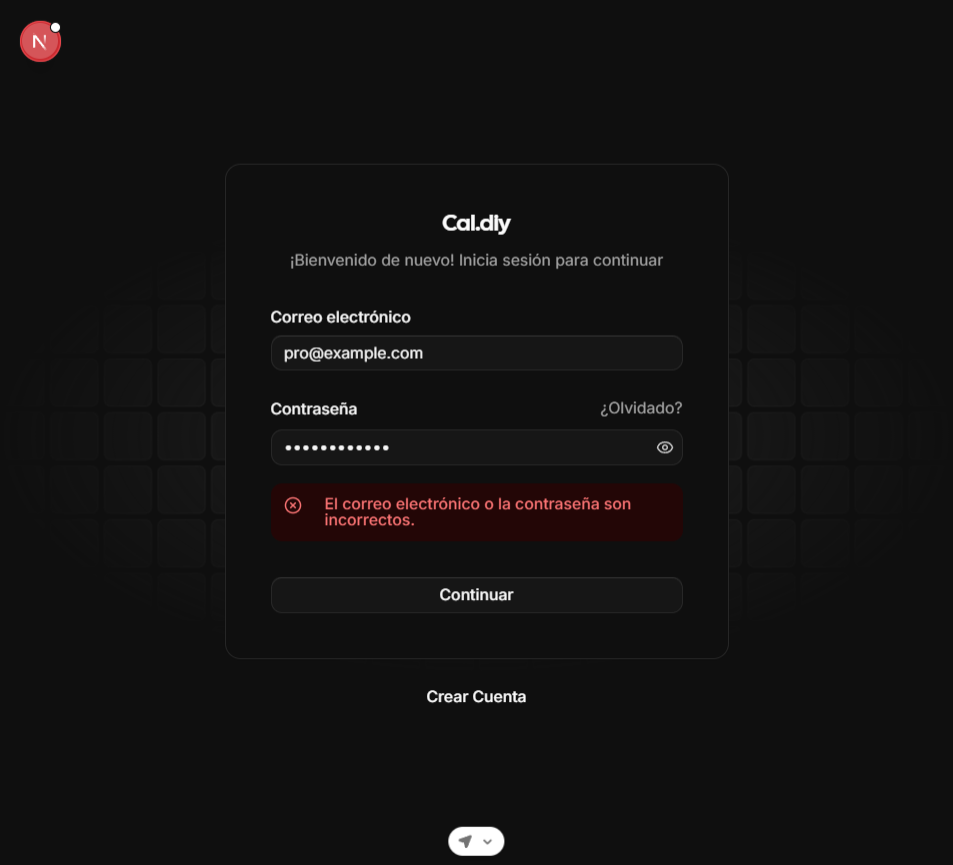 N
Cal.dly
¡Bienvenido de nuevo! Inicia sesión para continuar
Correo electrónico
pro@example.com
Contraseña
¿Olvidado?
••••••••••••
El correo electrónico o la contraseña son
incorrectos.
Continuar
Crear Cuenta